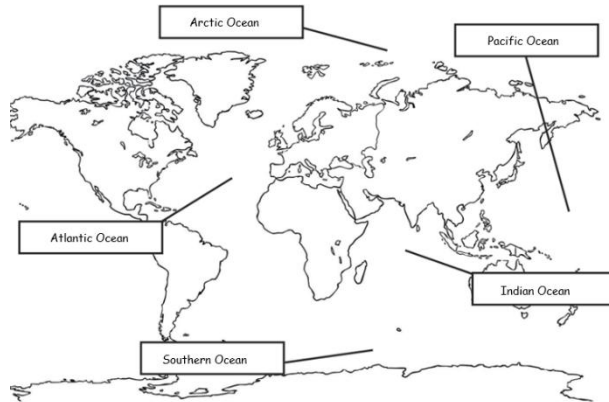 Arctic Ocean
Pacific Ocean
Atlantic Ocean
Indian Ocean
Southern Ocean